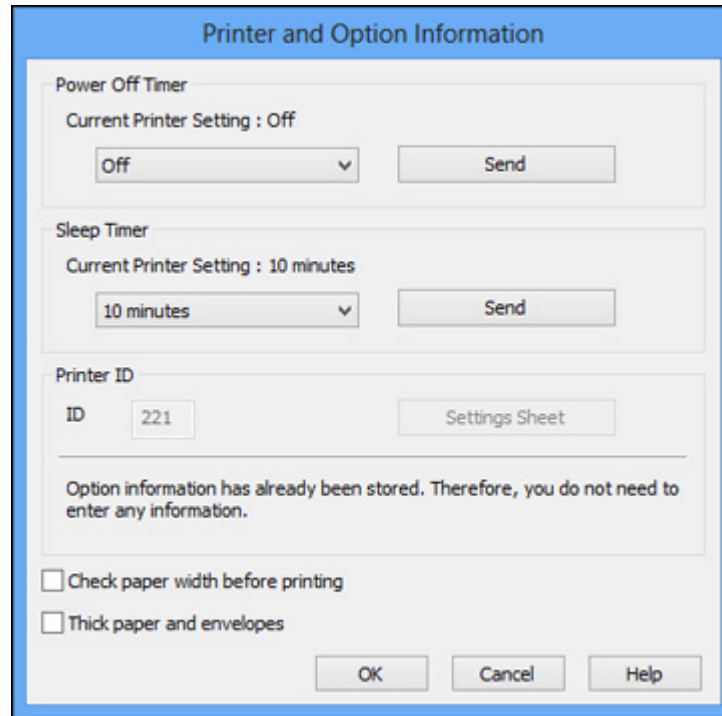 Printer and Option Information
Power Off Timer
Current Printer Setting : Off
Off
Send
Sleep Timer
Current Printer Setting : 10 minutes
10 minutes
Send
Printer ID
ID
221
Settings Sheet
Option information has already been stored. Therefore, you do not need to
enter any information.
Check paper width before printing
Thick paper and envelopes
OK
Cancel
Help